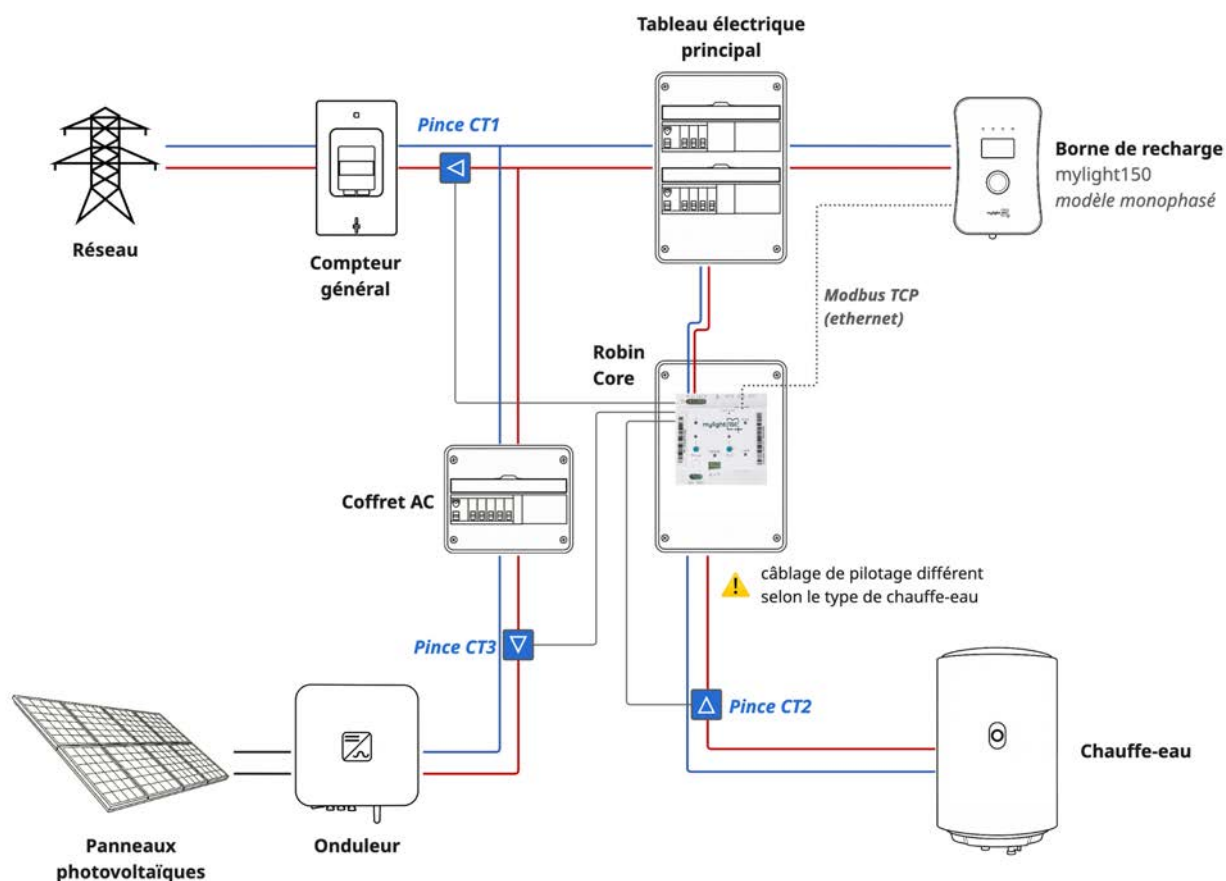 Tableau électrique
principal
Pince CT1
Borne de recharge
mylight150
modèle monophasé
Réseau
Compteur
général
Modbus TCP
(ethernet)
Robin
Core
mylight150
Coffret AC
câblage de pilotage différent
selon le type de chauffe-eau
Pince CT3
Pince CT2
Chauffe-eau
Panneaux
photovoltaïques
Onduleur